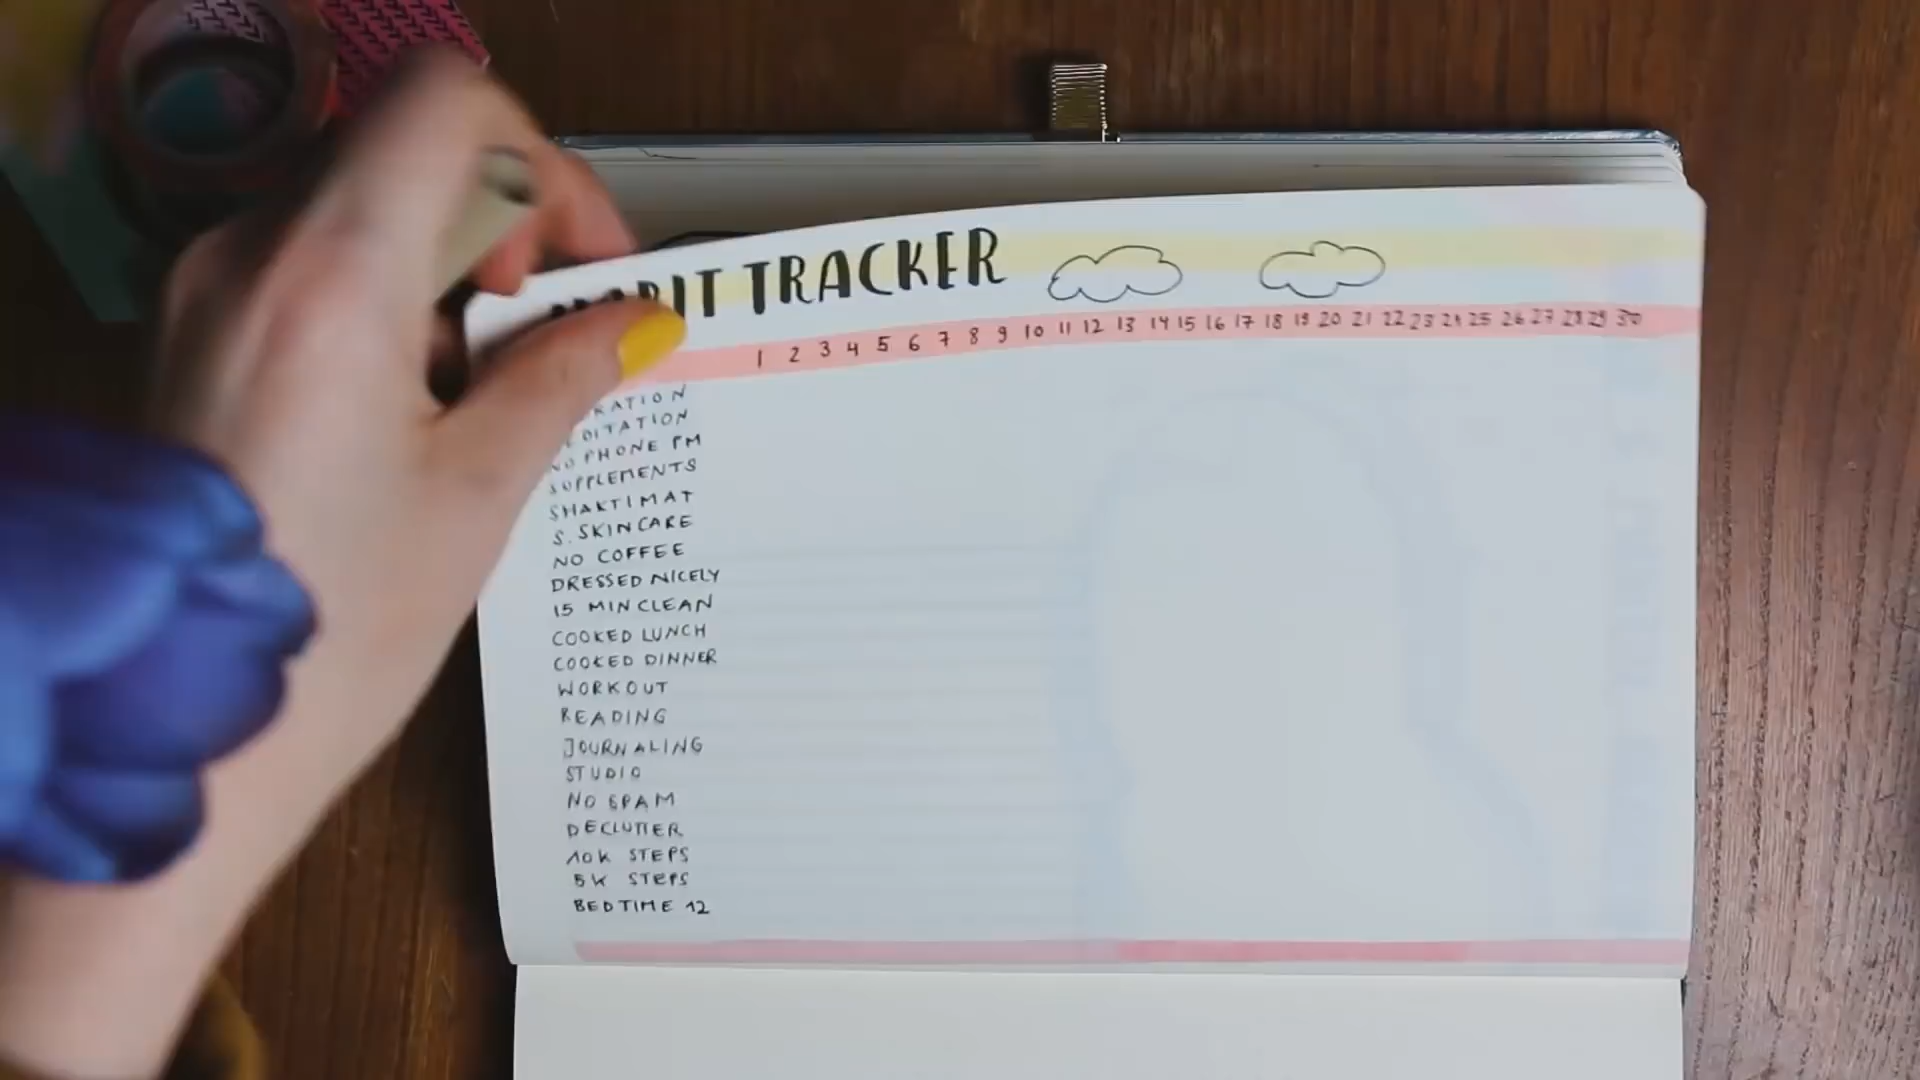 TRACKER
1 2 3 4 5 6 7 8 9 10 11 12 13 14 15 16 17 18 19 20 21 22 23 24 25 26 27 28 29 30
NO PHONE PM
SUPPLEMENTS
SHAKTI MAT
S. SKINCARE
NO COFFEE
DRESSED NICELY
15 MIN CLEAN
COOKED LUNCH
COOKED DINNER
WORKOUT
READING
JOURNALING
STUDIO
NO SPAM
DECLUTTER
10K STEPS
5K STEPS
BEDTIME 12